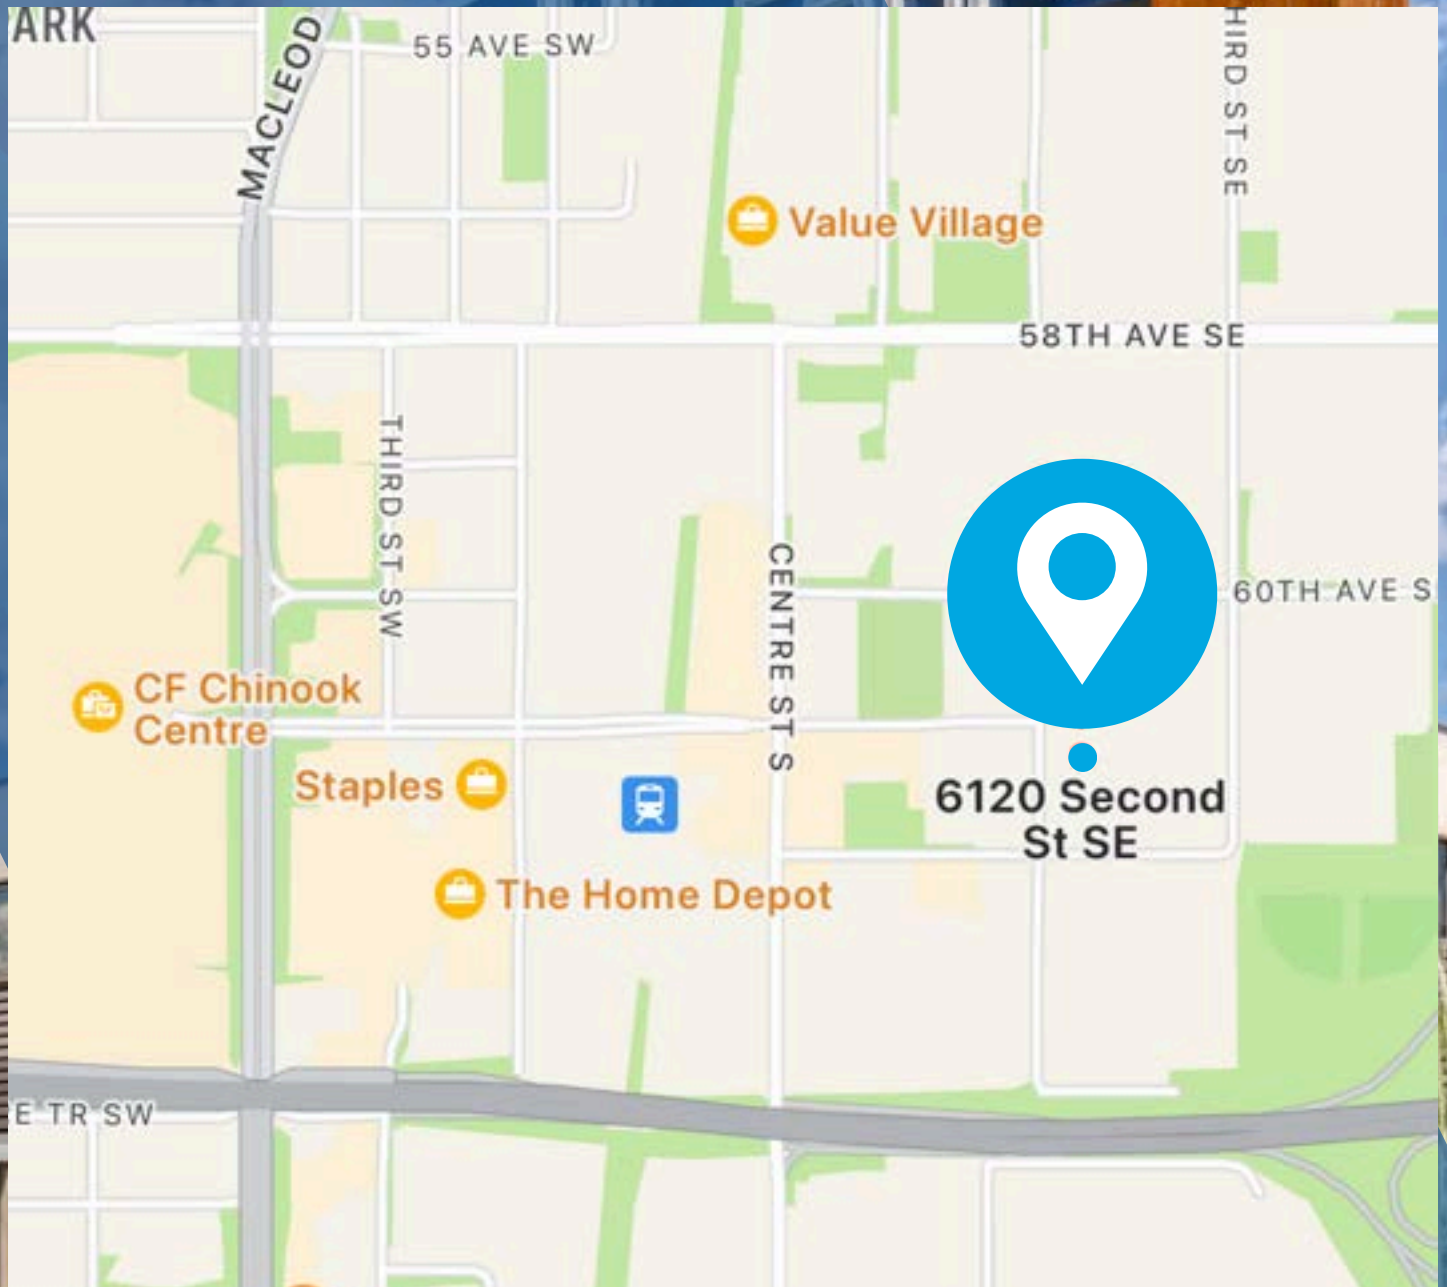 ARK
MACLEOD
55 AVE SW
HIRD ST SE
Value Village
58TH AVE SE
THIRD ST SW
CENTRE ST S
60TH AVE S
CF Chinook
Centre
Staples
6120 Second
St SE
The Home Depot
E TR SW